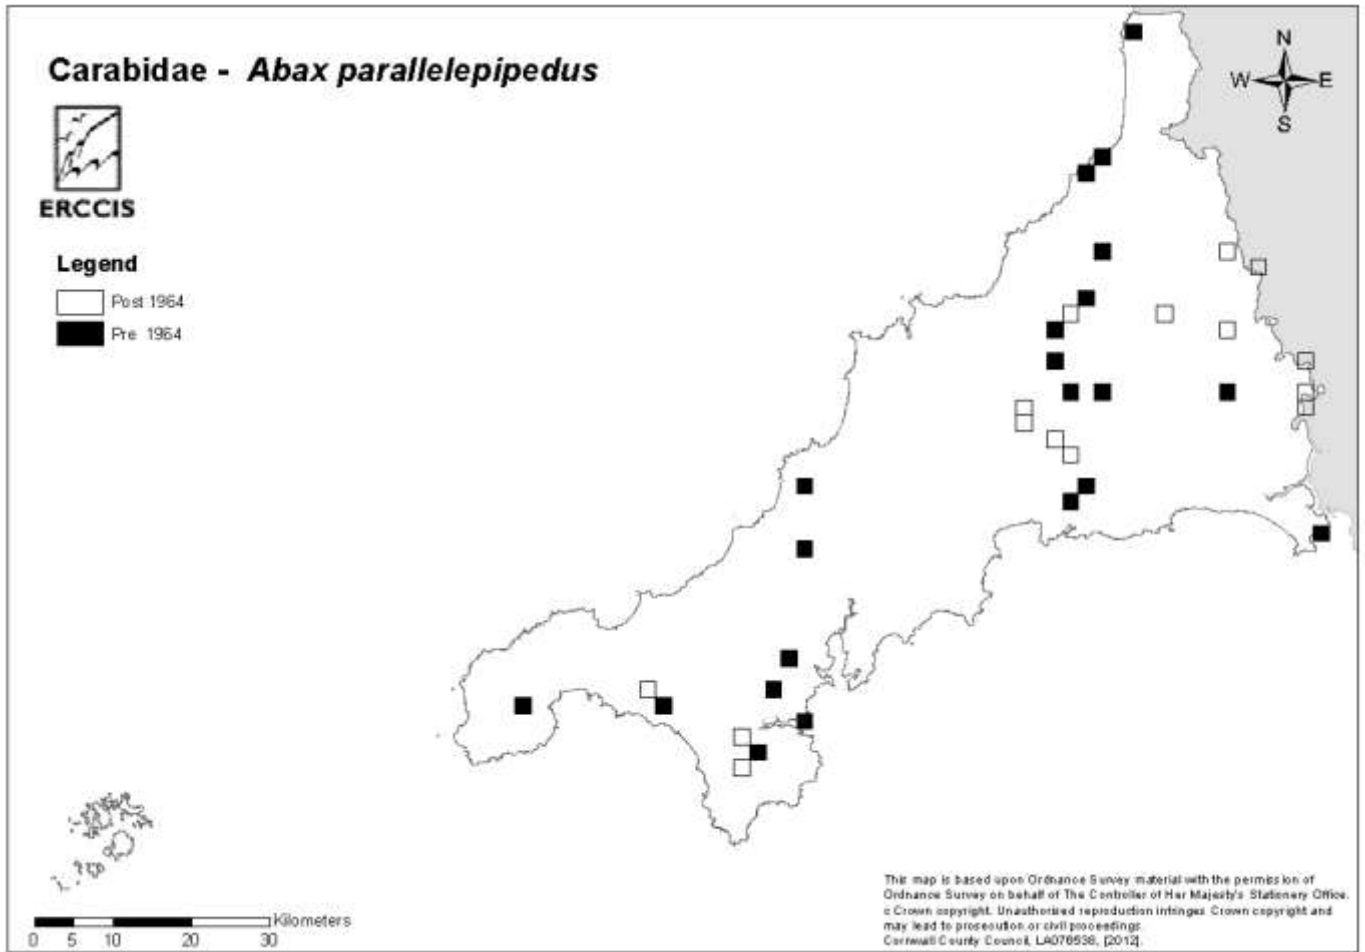 Carabidae - Abax parallelepipedus
N
W E
S
ERCCIS
Legend
Post 1964
Pre 1964
Kilometers
0 5 10 20 30
This map is based upon Ordnance Survey material with the permission of
Ordnance Survey on behalf of The Controller of Her Majesty's Stationery Office.
c Crown copyright. Unauthorised reproduction infringes Crown copyright and
may lead to prosecution or civil proceedings.
Cornwall County Council, LA076538, [2012].